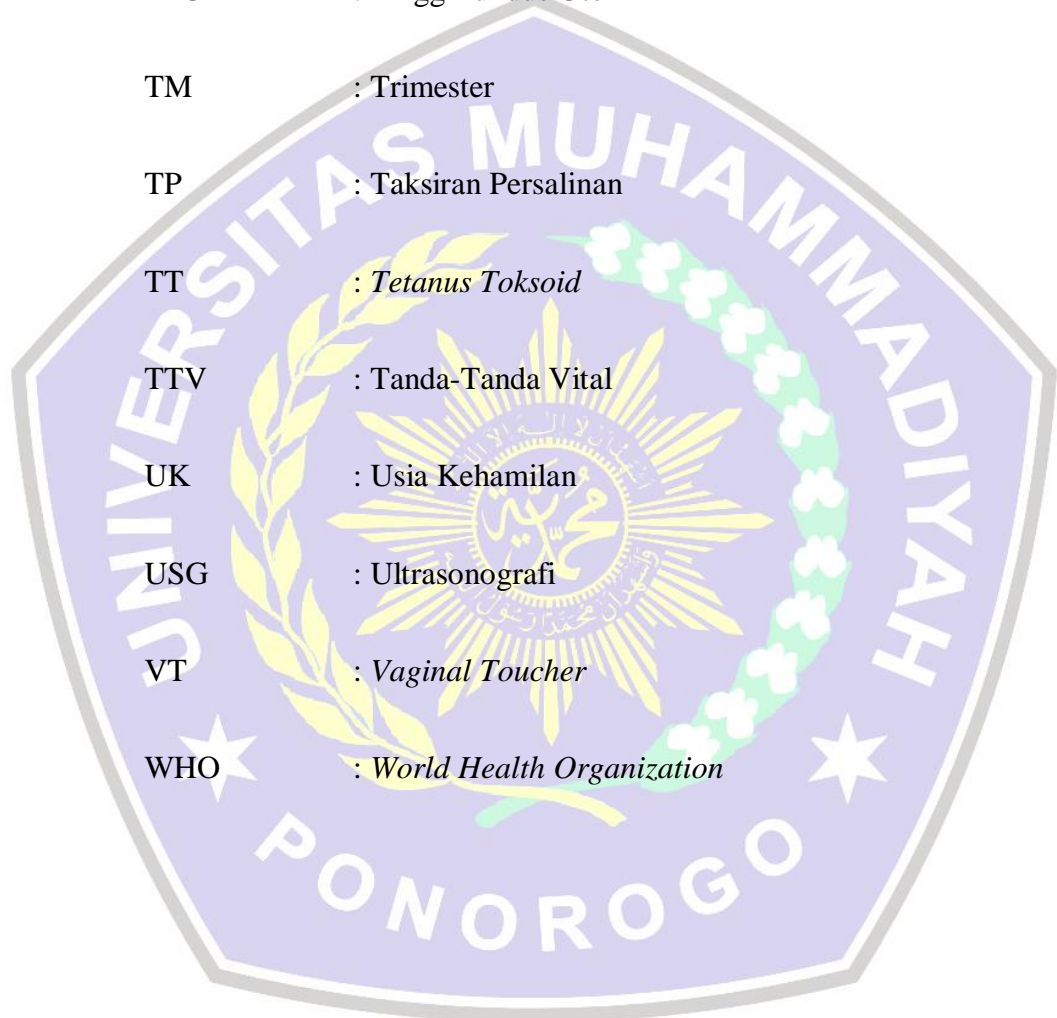 TM : Trimester
TP : Taksiran Persalinan
TT : Tetanus Toksoid
TTV : Tanda-Tanda Vital
UK : Usia Kehamilan
USG : Ultrasonografi
VT : Vaginal Toucher
WHO : World Health Organization
UNIVERSITAS MUHAMMADIYAH
PONOROGO